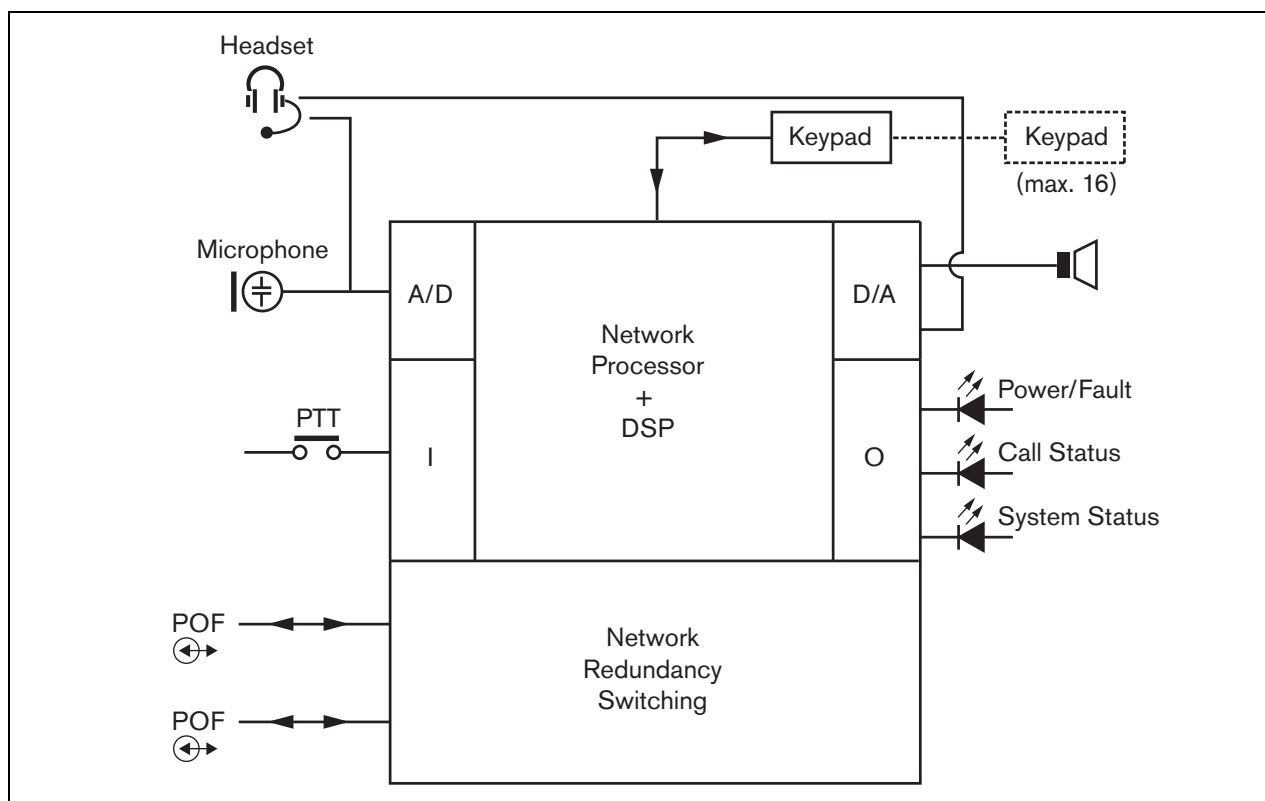 Headset
Keypad
Keypad
(max. 16)
Microphone
A/D
D/A
Network
Processor
+
DSP
PTT
I
O
Power/Fault
Call Status
System Status
POF
POF
Network
Redundancy
Switching